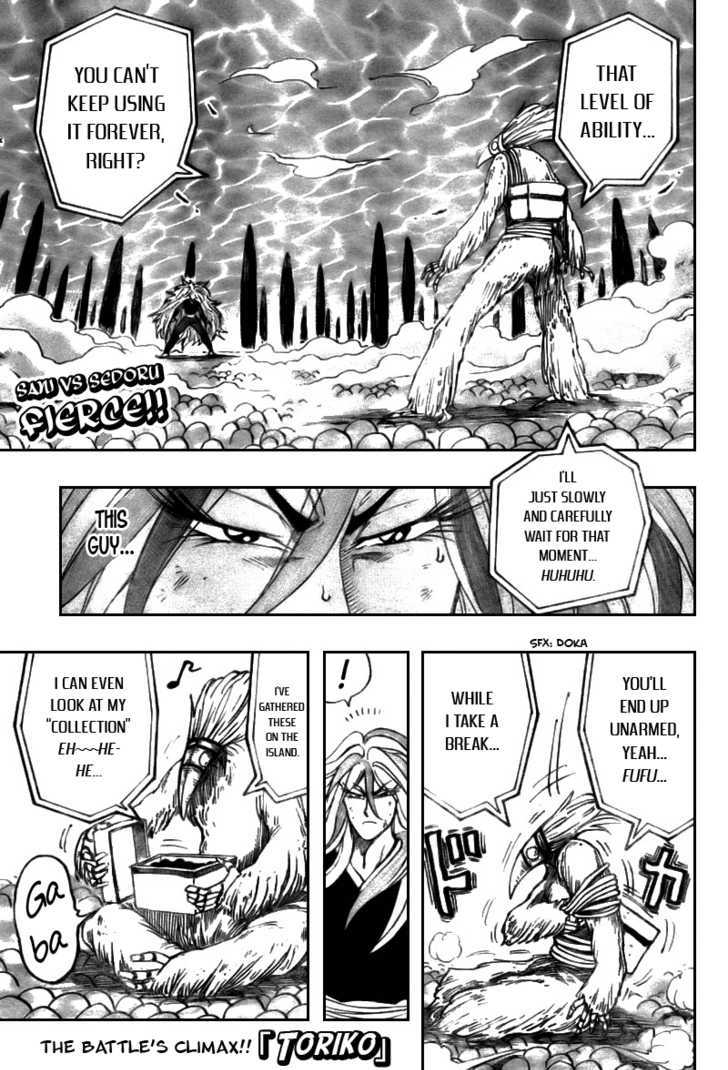 THAT
LEVEL OF
ABILITY...
YOU CAN'T
KEEP USING
IT FOREVER,
RIGHT?
SANI VS SEDORU
FIERCE!!
I'LL
JUST SLOWLY
AND CAREFULLY
WAIT FOR THAT
MOMENT...
HUHUHU.
THIS
GUY...
SFX: DOKA
YOU'LL
END UP
UNARMED,
YEAH...
FUFU...
WHILE
I TAKE A
BREAK...
ドカ
!
I'VE
GATHERED
THESE
ON THE
ISLAND.
I CAN EVEN
LOOK AT MY
"COLLECTION"
EH~~~HE-
HE...
Ga
ba
THE BATTLE'S CLIMAX!! 「TORIKO」